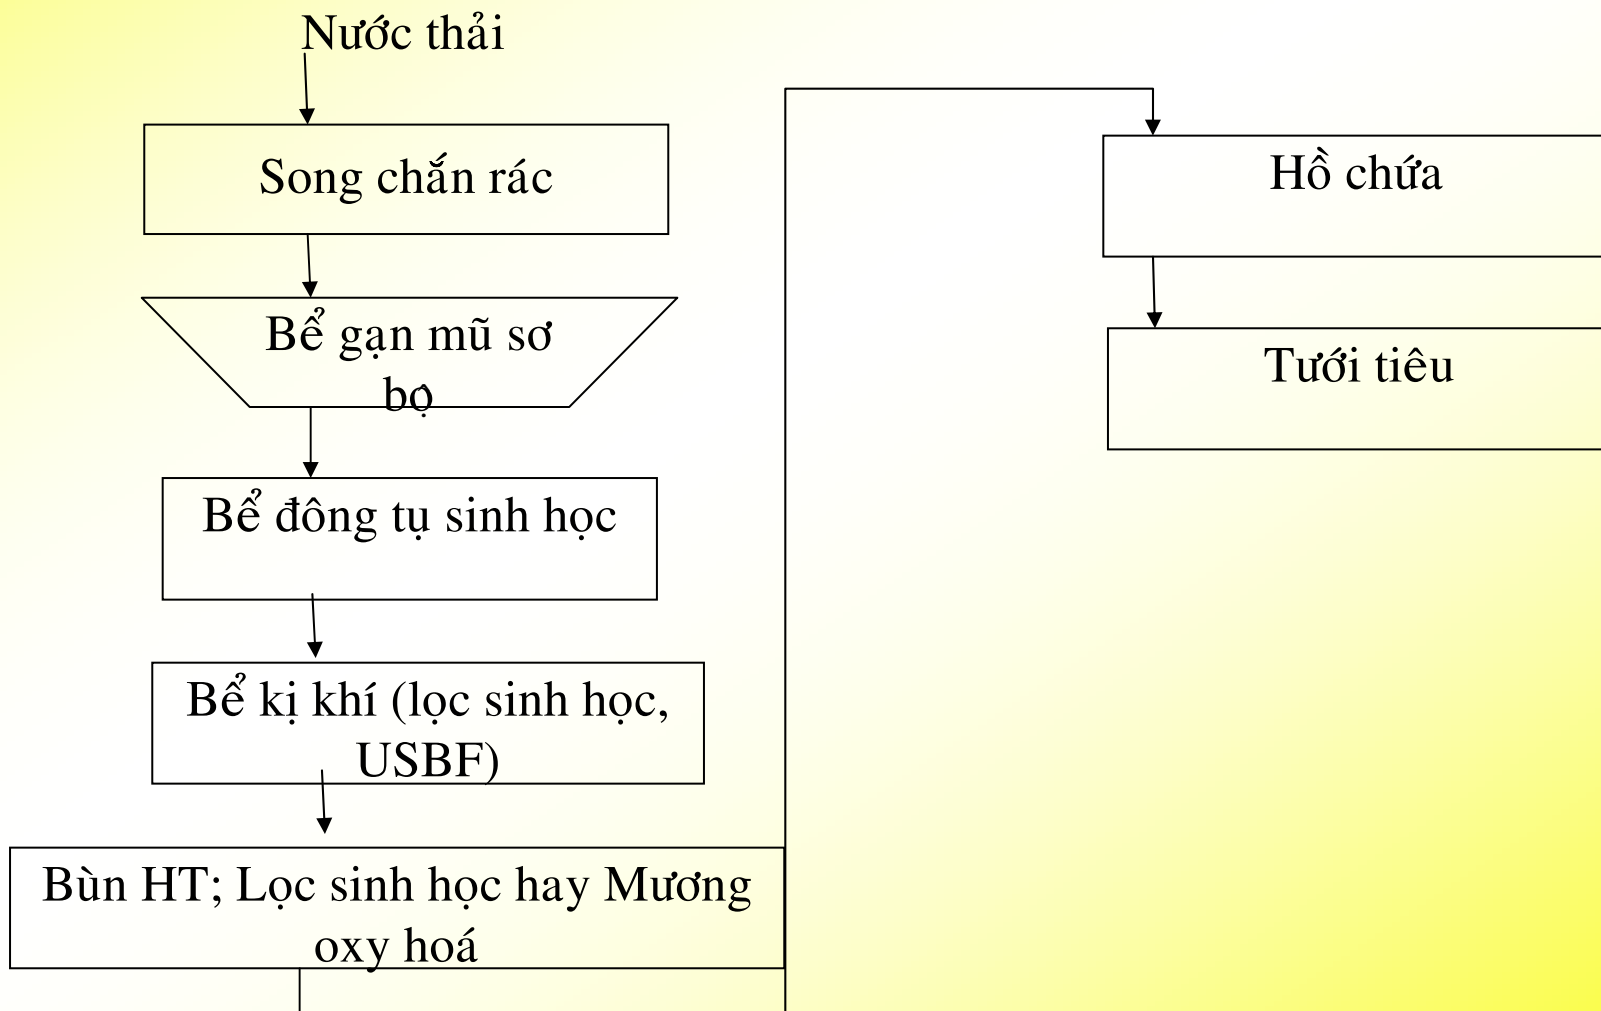 Nước thải
Song chắn rác
Bể gạn mũ sơ
bộ
Bể đông tụ sinh học
Bể kị khí (lọc sinh học,
USBF)
Bùn HT; Lọc sinh học hay Mương
oxy hoá
Hồ chứa
Tưới tiêu